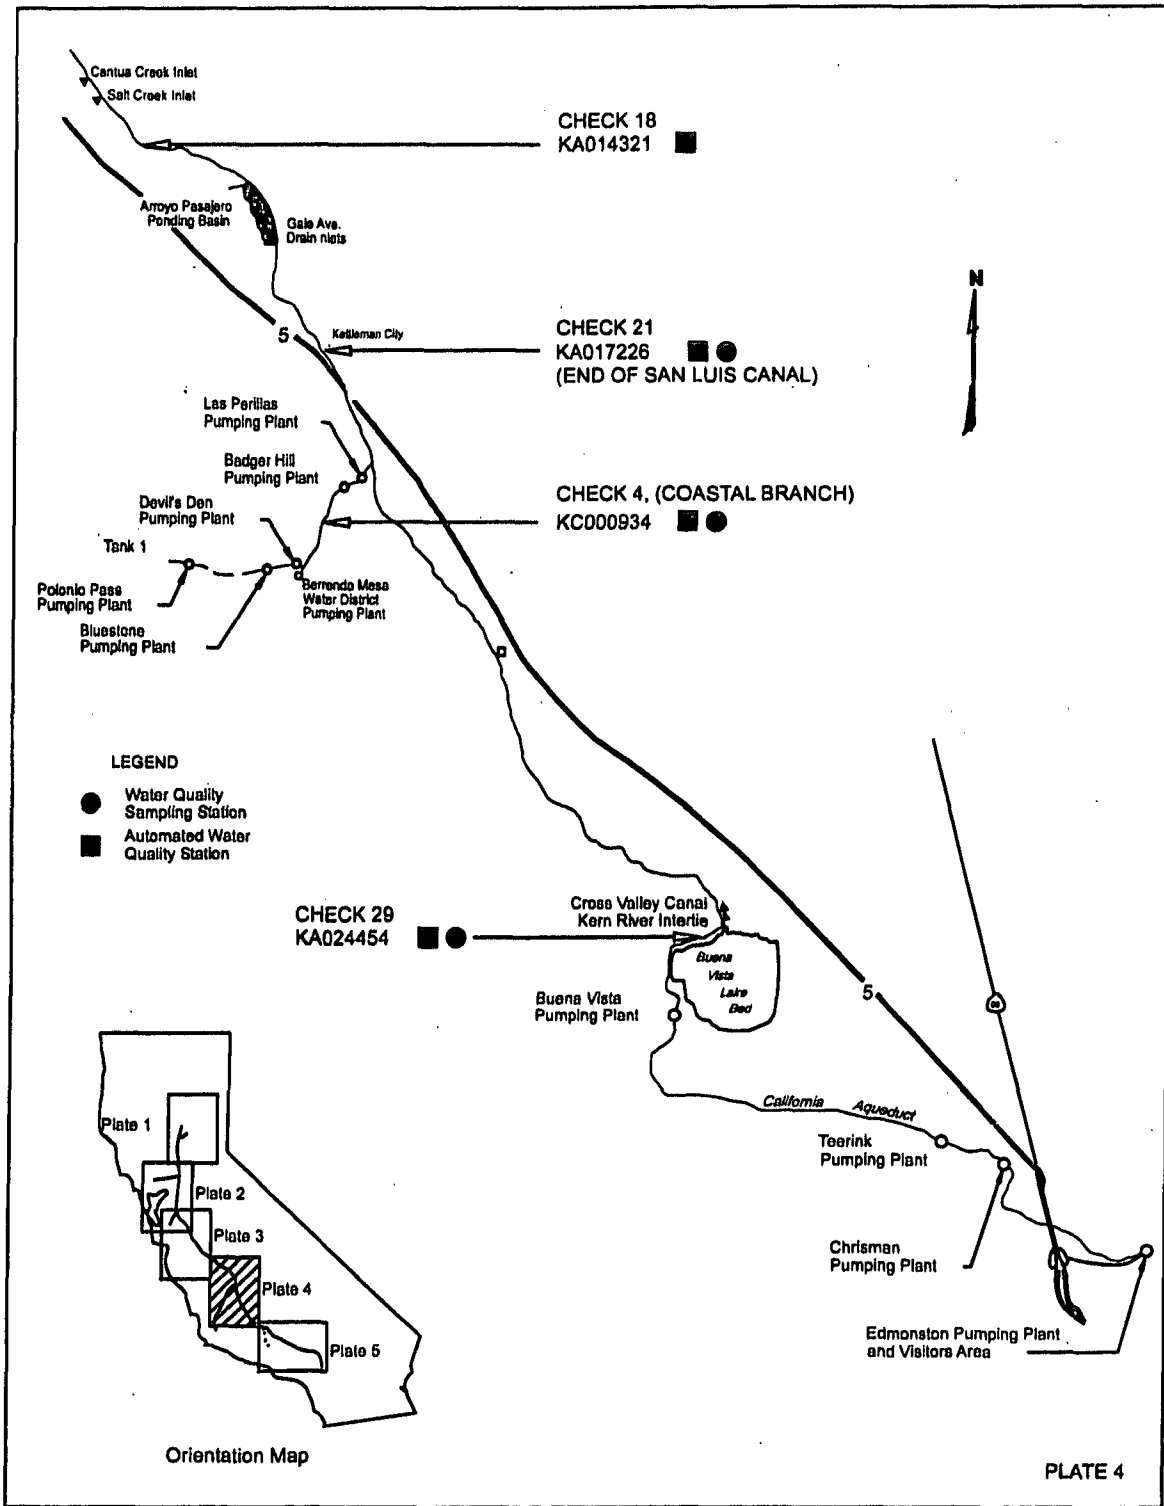 Cantua Creek Inlet
Salt Creek Inlet
CHECK 18
KA014321
Arroyo Pasajero
Ponding Basin
Gale Ave.
Drain nlets
N
5
Kettleman City
CHECK 21
KA017226
(END OF SAN LUIS CANAL)
Las Perillas
Pumping Plant
Badger Hill
Pumping Plant
CHECK 4, (COASTAL BRANCH)
KC000934
Devil's Den
Pumping Plant
Tank 1
Polonio Pass
Pumping Plant
Berrendo Mesa
Water District
Pumping Plant
Bluestone
Pumping Plant
LEGEND
Water Quality
Sampling Station
Automated Water
Quality Station
CHECK 29
KA024454
Cross Valley Canal
Kern River Intertie
Buena
Vista
Lake
Bed
Buena Vista
Pumping Plant
5
California Aqueduct
Teerink
Pumping Plant
Chrisman
Pumping Plant
Edmonston Pumping Plant
and Visitors Area
Plate 1
Plate 2
Plate 3
Plate 4
Plate 5
Orientation Map
PLATE 4